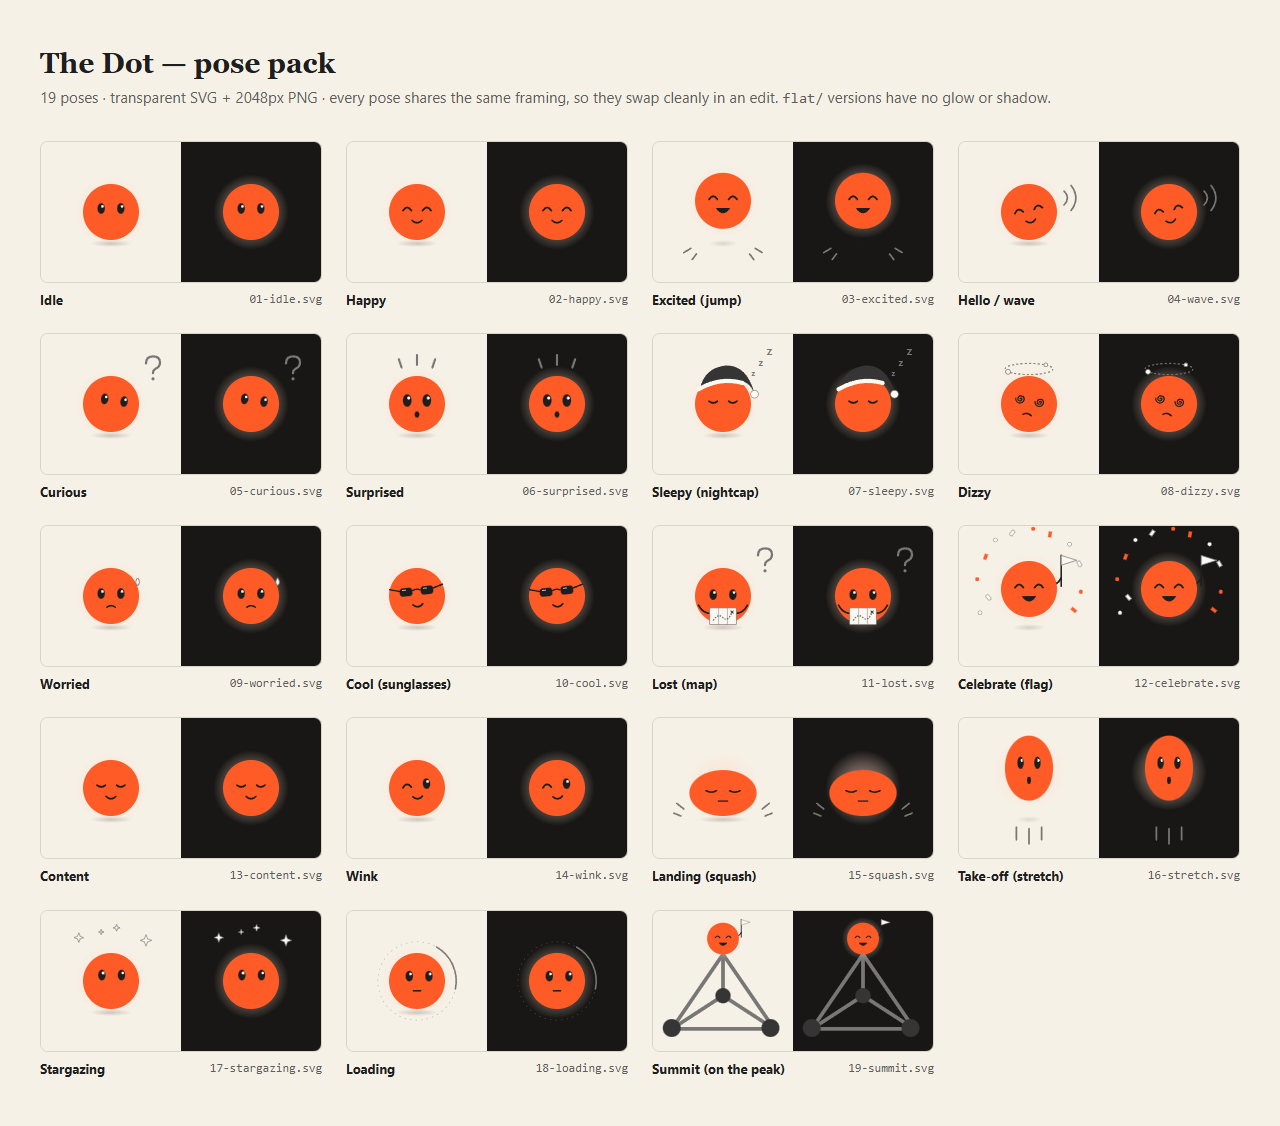 The Dot — pose pack
19 poses · transparent SVG + 2048px PNG · every pose shares the same framing, so they swap cleanly in an edit. flat/ versions have no glow or shadow.
Idle 01-idle.svg
Happy 02-happy.svg
Excited (jump) 03-excited.svg
Hello / wave 04-wave.svg
? ?
z z z z z z
Curious 05-curious.svg
Surprised 06-surprised.svg
Sleepy (nightcap) 07-sleepy.svg
Dizzy 08-dizzy.svg
? ?
Worried 09-worried.svg
Cool (sunglasses) 10-cool.svg
Lost (map) 11-lost.svg
Celebrate (flag) 12-celebrate.svg
Content 13-content.svg
Wink 14-wink.svg
Landing (squash) 15-squash.svg
Take-off (stretch) 16-stretch.svg
Stargazing 17-stargazing.svg
Loading 18-loading.svg
Summit (on the peak) 19-summit.svg